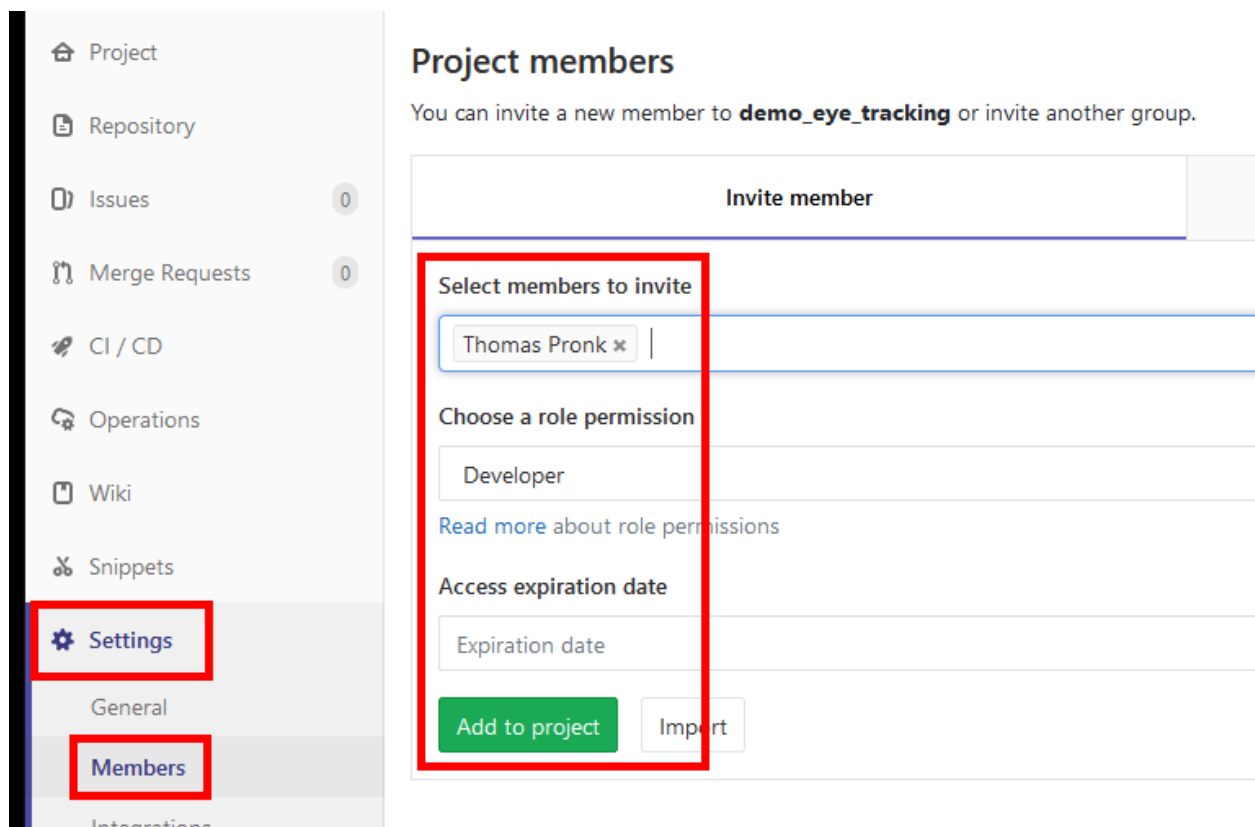 Project
Repository
Issues 0
Merge Requests 0
CI / CD
Operations
Wiki
Snippets
Settings
General
Members
Integrations
Project members
You can invite a new member to demo_eye_tracking or invite another group.
Invite member
Select members to invite
Thomas Pronk ×
Choose a role permission
Developer
Read more about role permissions
Access expiration date
Expiration date
Add to project Import